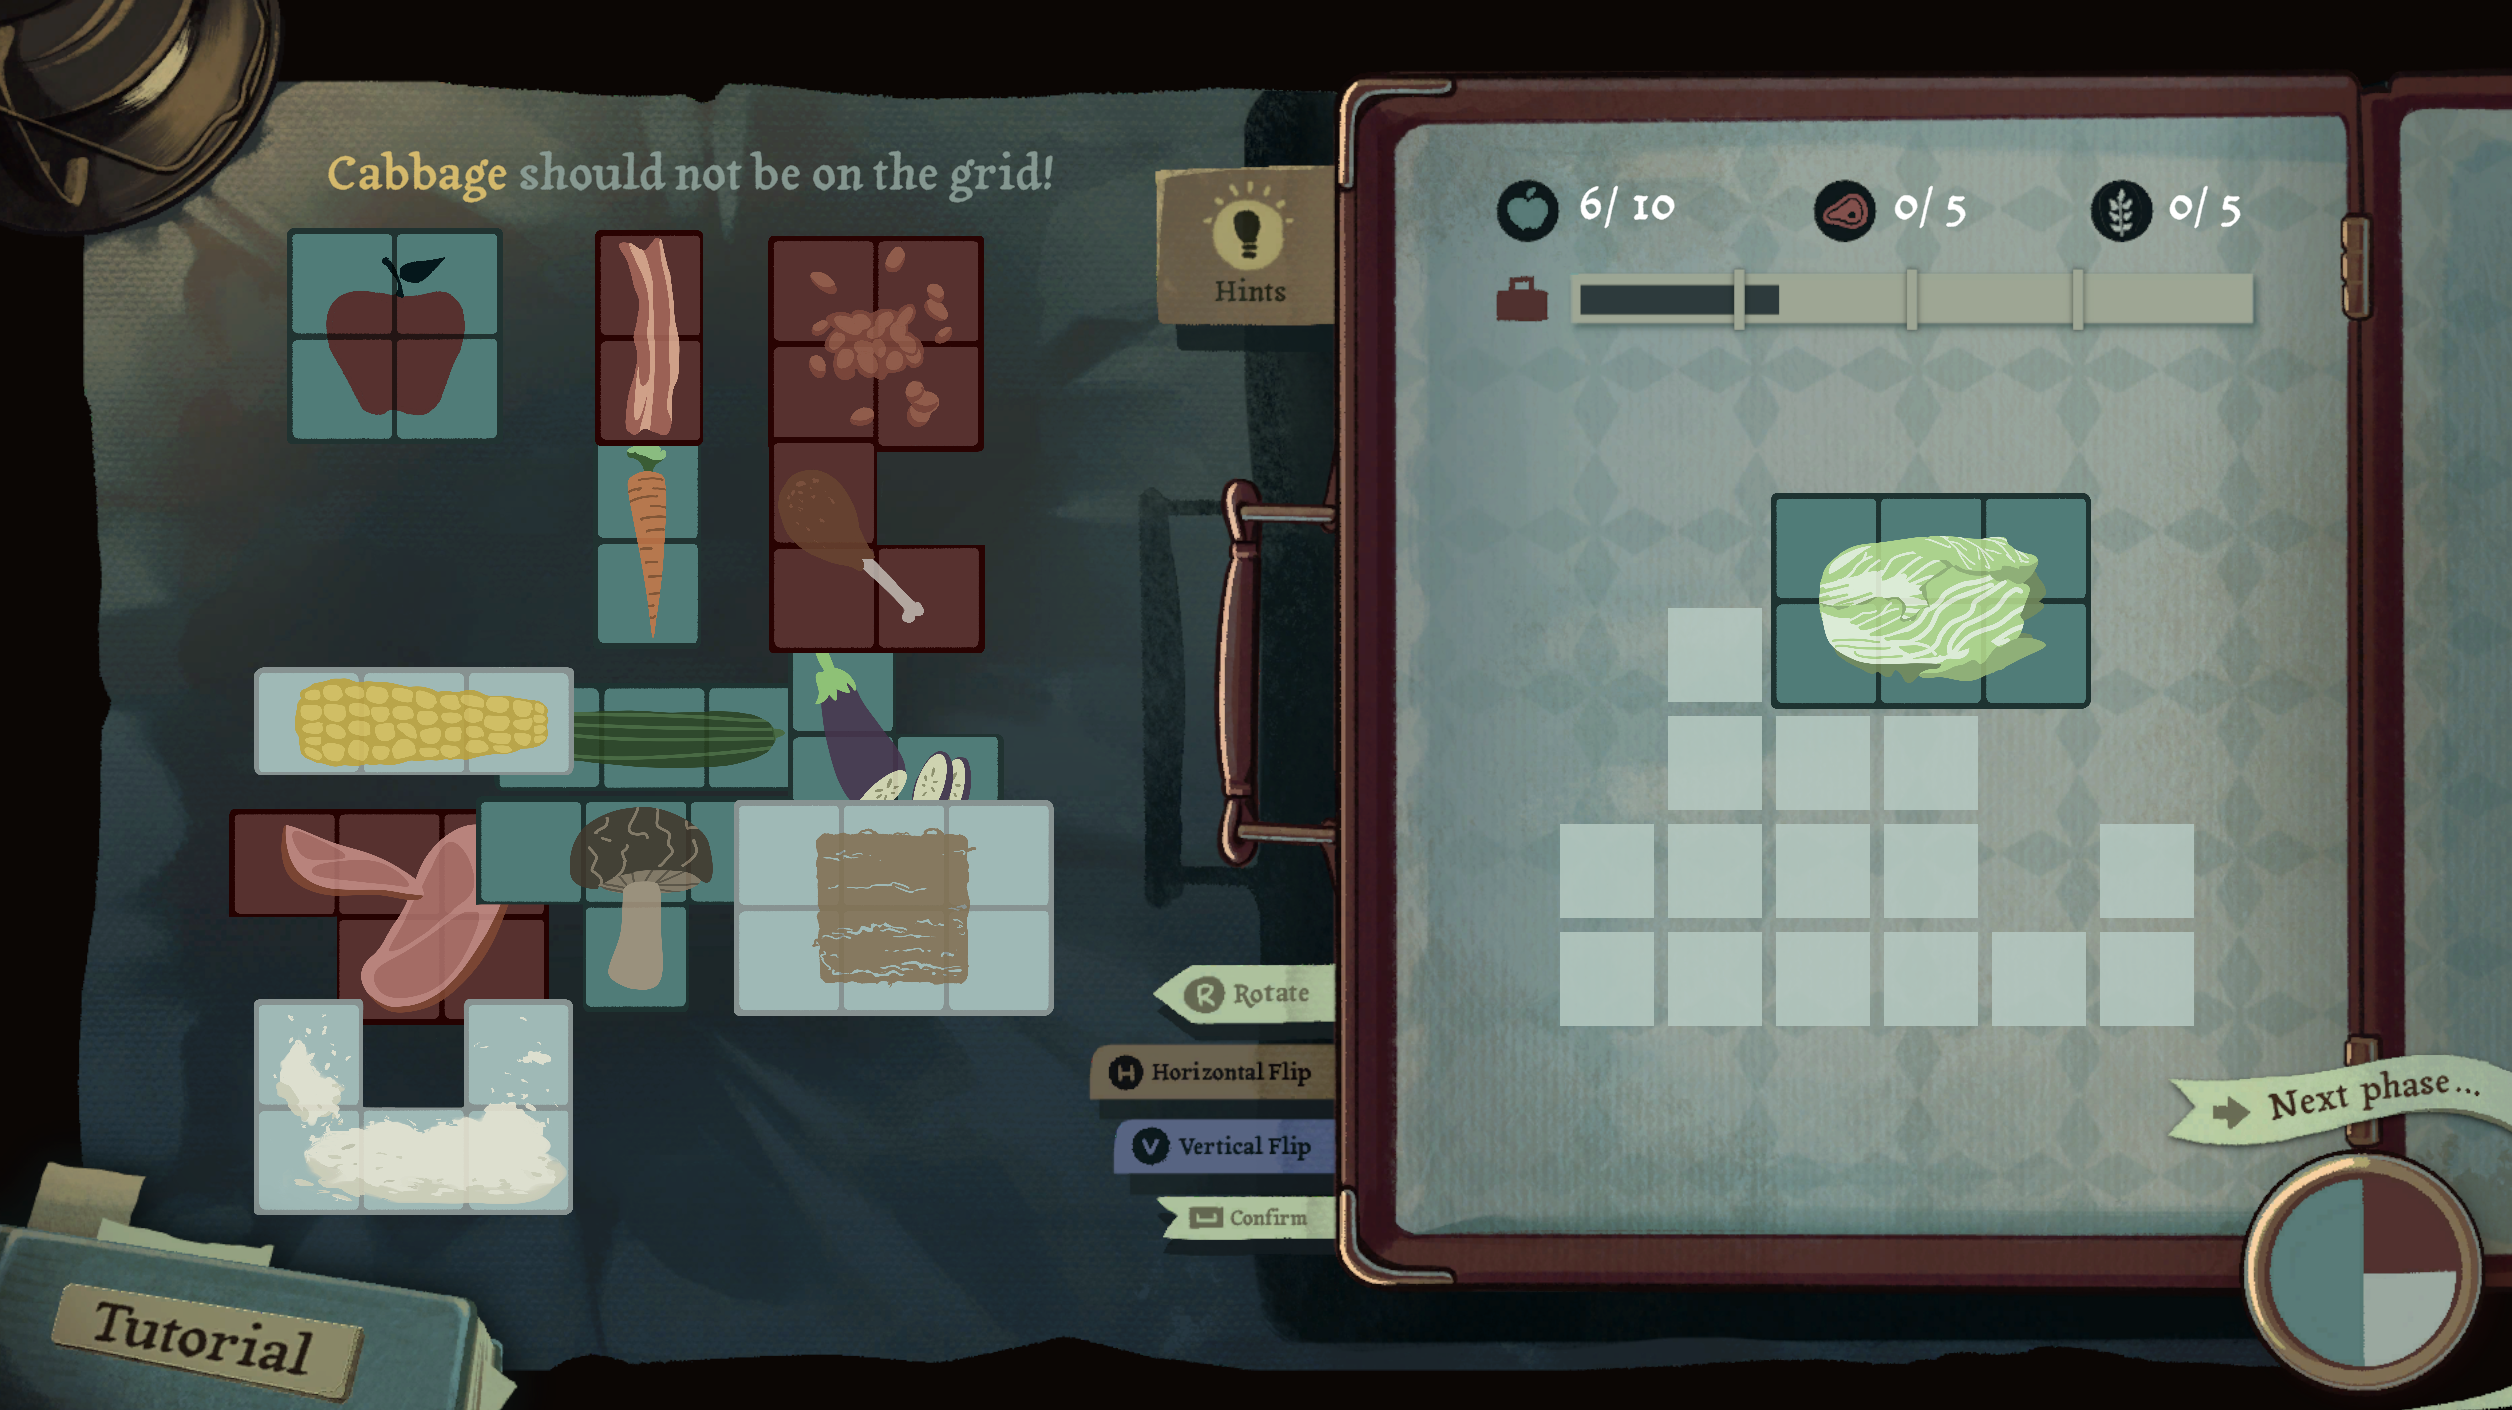 Cabbage should not be on the grid!
Hints
6/ 10
0/ 5
0/ 5
R Rotate
H Horizontal Flip
V Vertical Flip
Confirm
Next phase...
Tutorial